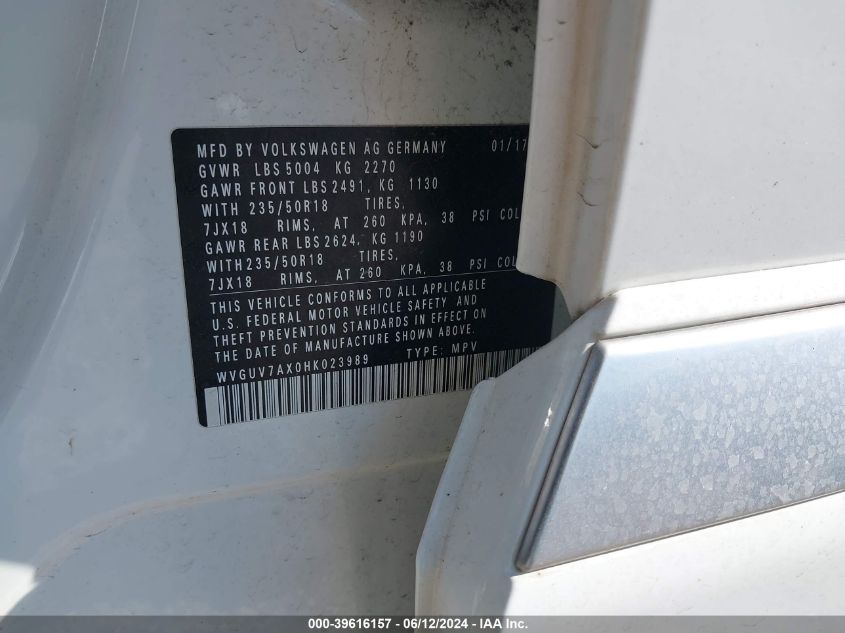 MFD BY VOLKSWAGEN AG GERMANY 01/17
GVWR LBS 5004 KG 2270
GAWR FRONT LBS 2491, KG 1130
WITH 235/50R18 TIRES,
7JX18 RIMS, AT 260 KPA, 38 PSI COL
GAWR REAR LBS 2624, KG 1190
WITH 235/50R18 TIRES,
7JX18 RIMS, AT 260 KPA, 38 PSI COL
THIS VEHICLE CONFORMS TO ALL APPLICABLE
U.S. FEDERAL MOTOR VEHICLE SAFETY AND
THEFT PREVENTION STANDARDS IN EFFECT ON
THE DATE OF MANUFACTURE SHOWN ABOVE.
WVGUV7AX0HK023989 TYPE: MPV
000-39616157 - 06/12/2024 - IAA Inc.